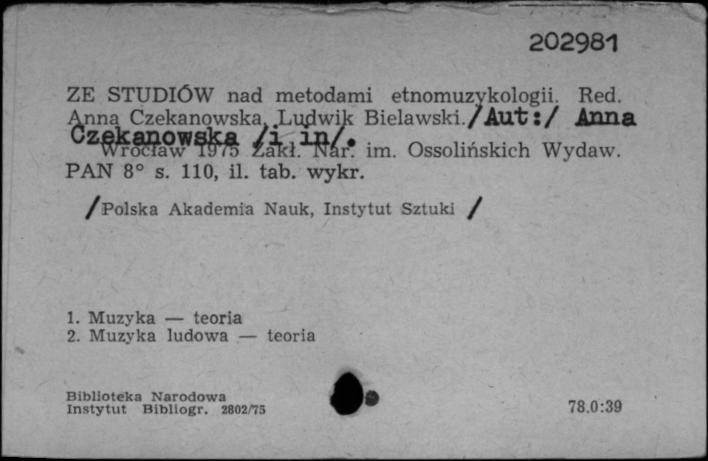 202981
ZE STUDIÓW nad metodami etnomuzykologii. Red.
Anna Czekanowska, Ludwik Bielawski. /Aut:/ Anna
Czekanowska /i in/.
Wrocław 1975 Zakł. Nar. im. Ossolińskich Wydaw.
PAN 8° s. 110, il. tab. wykr.
/Polska Akademia Nauk, Instytut Sztuki /
1. Muzyka — teoria
2. Muzyka ludowa — teoria
Biblioteka Narodowa
Instytut Bibliogr. 2802/75
78.0:39